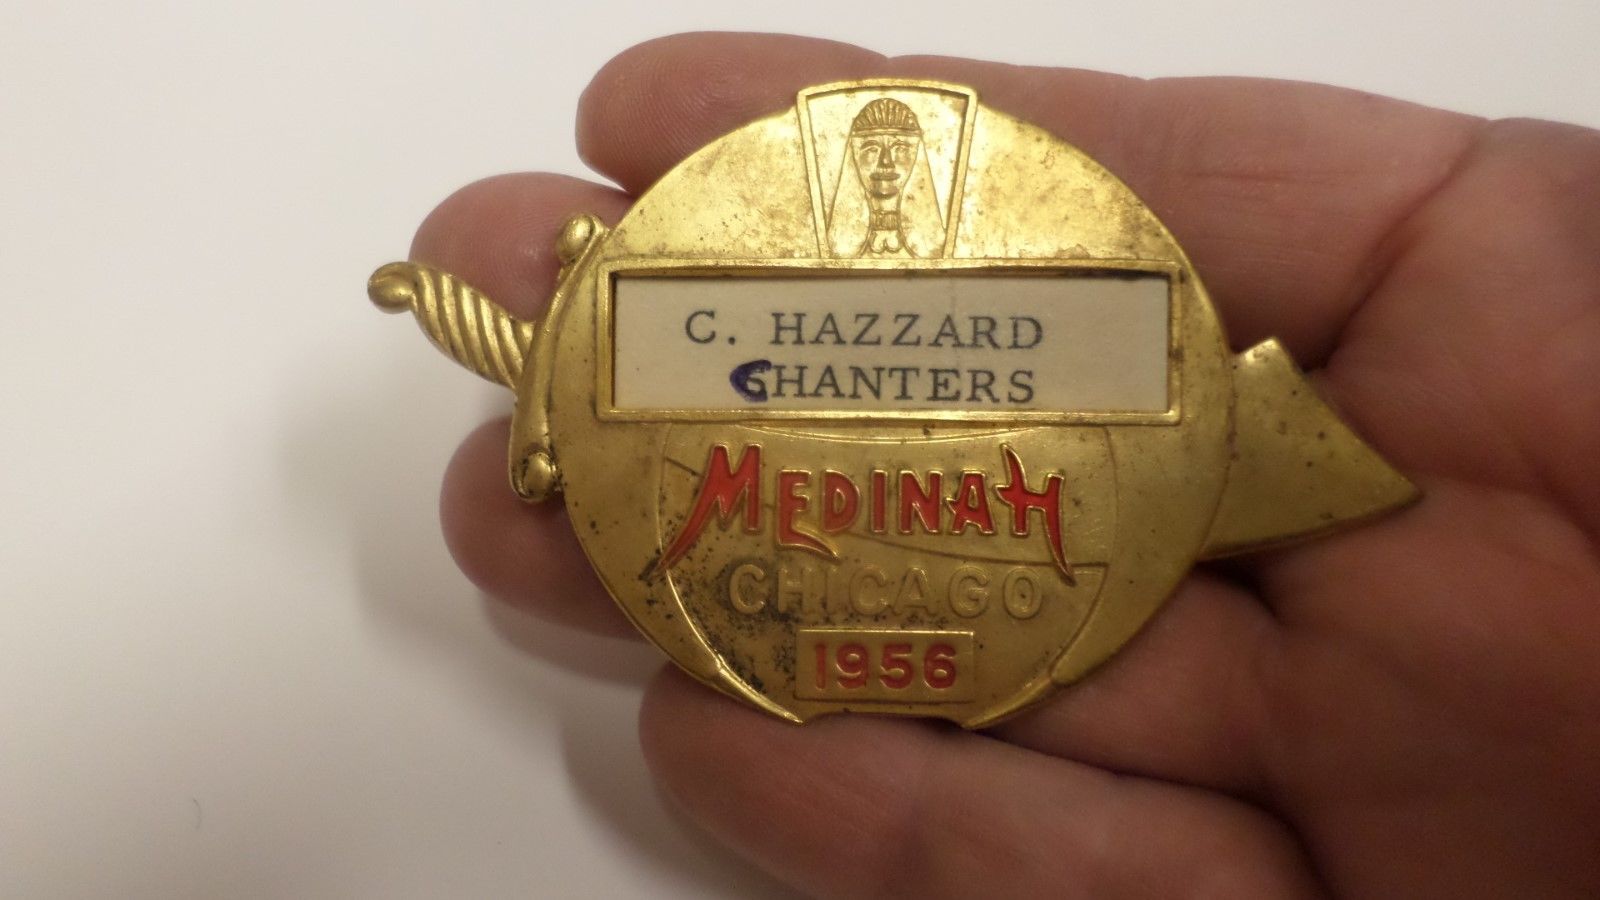 C. HAZZARD
CHANTERS
MEDINAH
CHICAGO
1956